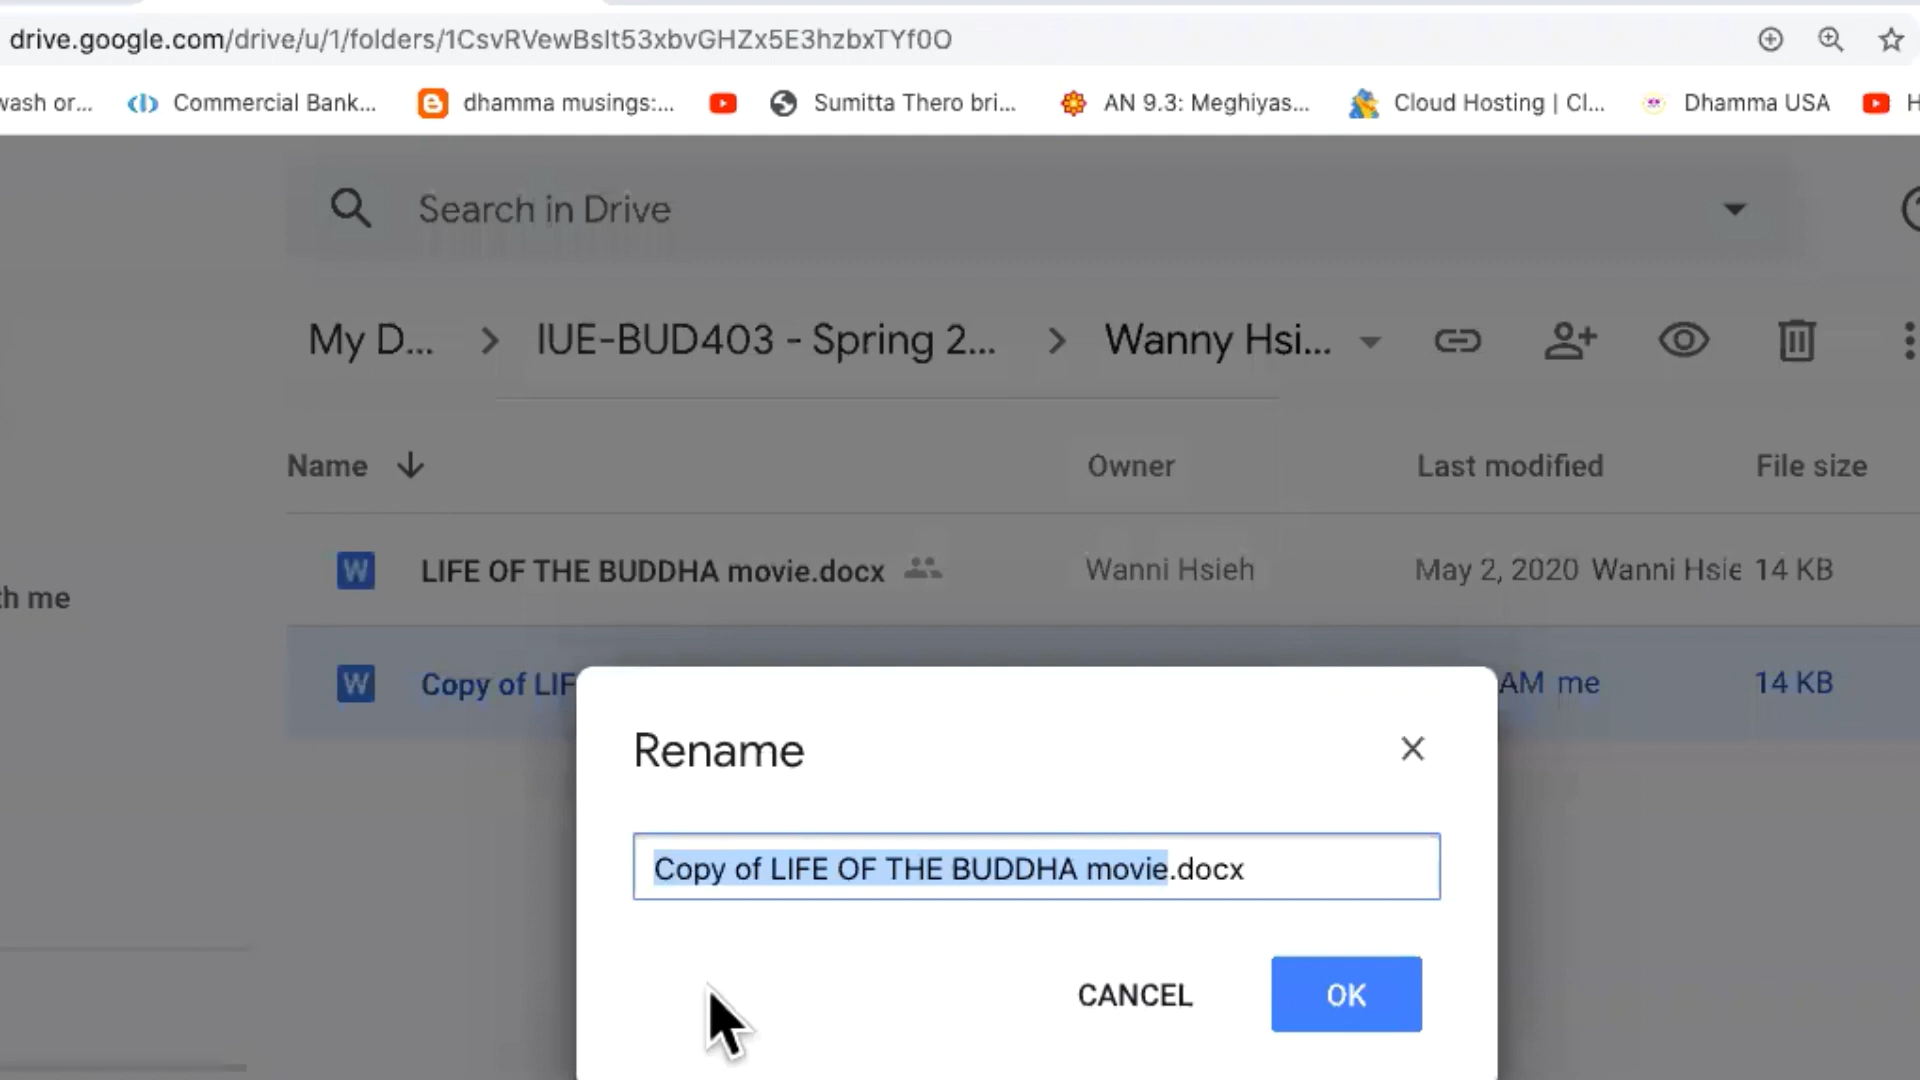 drive.google.com/drive/u/1/folders/1CsvRVewBsIt53xbvGHZx5E3hzbxTYf0O
wash or... Commercial Bank... dhamma musings:... Sumitta Thero bri... AN 9.3: Meghiyas... Cloud Hosting | Cl... Dhamma USA H
Search in Drive
My D... IUE-BUD403 - Spring 2... Wanny Hsi...
Name Owner Last modified File size
W LIFE OF THE BUDDHA movie.docx Wanni Hsieh May 2, 2020 Wanni Hsie 14 KB
th me
W Copy of LIF AM me 14 KB
Rename
Copy of LIFE OF THE BUDDHA movie.docx
CANCEL OK